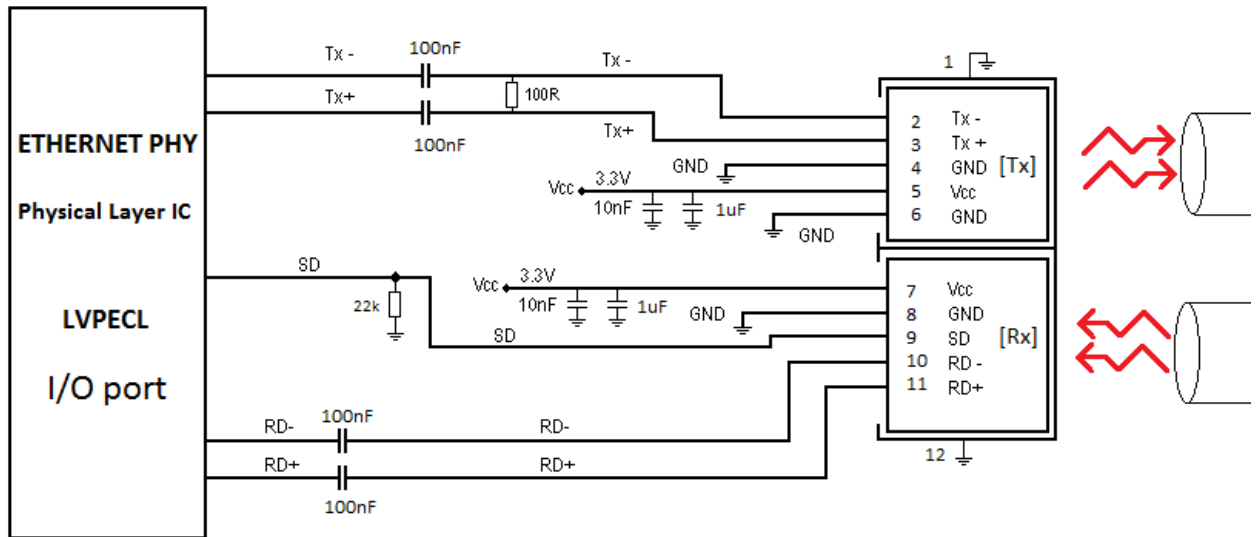 ETHERNET PHY
Physical Layer IC
LVPECL
I/O port
Tx -
100nF
Tx -
Tx+
100R
100nF
Tx+
GND
Vcc
3.3V
10nF
1uF
GND
1
2 Tx -
3 Tx +
4 GND [Tx]
5 Vcc
6 GND
SD
22k
Vcc
3.3V
10nF
1uF
GND
SD
7 Vcc
8 GND
9 SD [Rx]
10 RD -
11 RD+
12
RD-
100nF
RD-
RD+
100nF
RD+